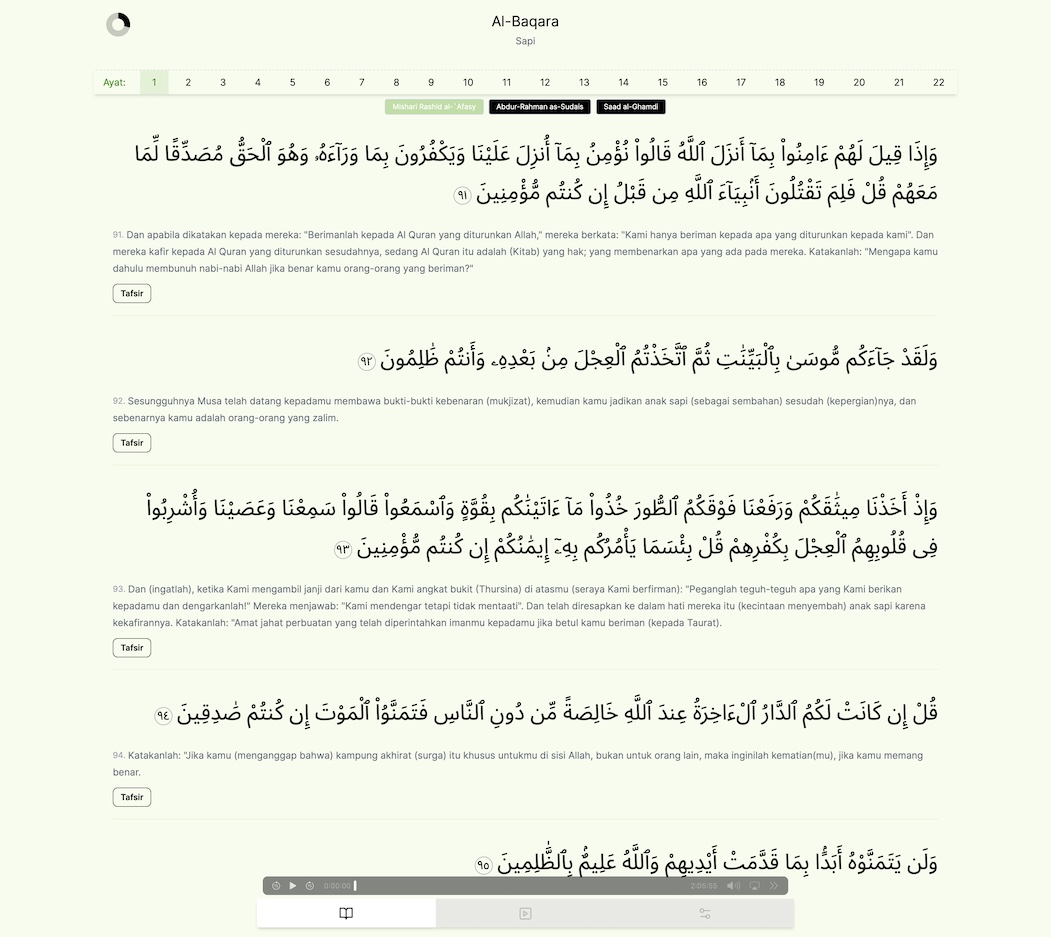 Al-Baqara
Sapi
Ayat: 1 2 3 4 5 6 7 8 9 10 11 12 13 14 15 16 17 18 19 20 21 22
Mishari Rashid al-`Afasy Abdur-Rahman as-Sudais Saad al-Ghamdi
وَإِذَا قِيلَ لَهُمْ ءَامِنُوا۟ بِمَآ أَنزَلَ ٱللَّهُ قَالُوا۟ نُؤْمِنُ بِمَآ أُنزِلَ عَلَيْنَا وَيَكْفُرُونَ بِمَا وَرَآءَهُۥ وَهُوَ ٱلْحَقُّ مُصَدِّقًا لِّمَا
مَعَهُمْ قُلْ فَلِمَ تَقْتُلُونَ أَنۢبِيَآءَ ٱللَّهِ مِن قَبْلُ إِن كُنتُم مُّؤْمِنِينَ ٩١
91. Dan apabila dikatakan kepada mereka: "Berimanlah kepada Al Quran yang diturunkan Allah," mereka berkata: "Kami hanya beriman kepada apa yang diturunkan kepada kami". Dan
mereka kafir kepada Al Quran yang diturunkan sesudahnya, sedang Al Quran itu adalah (Kitab) yang hak; yang membenarkan apa yang ada pada mereka. Katakanlah: "Mengapa kamu
dahulu membunuh nabi-nabi Allah jika benar kamu orang-orang yang beriman?"
Tafsir
وَلَقَدْ جَآءَكُم مُّوسَىٰ بِٱلْبَيِّنَٰتِ ثُمَّ ٱتَّخَذْتُمُ ٱلْعِجْلَ مِنۢ بَعْدِهِۦ وَأَنتُمْ ظَٰلِمُونَ ٩٢
92. Sesungguhnya Musa telah datang kepadamu membawa bukti-bukti kebenaran (mukjizat), kemudian kamu jadikan anak sapi (sebagai sembahan) sesudah (kepergian)nya, dan
sebenarnya kamu adalah orang-orang yang zalim.
Tafsir
وَإِذْ أَخَذْنَا مِيثَٰقَكُمْ وَرَفَعْنَا فَوْقَكُمُ ٱلطُّورَ خُذُوا۟ مَآ ءَاتَيْنَٰكُم بِقُوَّةٍ وَٱسْمَعُوا۟ قَالُوا۟ سَمِعْنَا وَعَصَيْنَا وَأُشْرِبُوا۟
فِى قُلُوبِهِمُ ٱلْعِجْلَ بِكُفْرِهِمْ قُلْ بِئْسَمَا يَأْمُرُكُم بِهِۦٓ إِيمَٰنُكُمْ إِن كُنتُم مُّؤْمِنِينَ ٩٣
93. Dan (ingatlah), ketika Kami mengambil janji dari kamu dan Kami angkat bukit (Thursina) di atasmu (seraya Kami berfirman): "Peganglah teguh-teguh apa yang Kami berikan
kepadamu dan dengarkanlah!" Mereka menjawab: "Kami mendengar tetapi tidak mentaati". Dan telah diresapkan ke dalam hati mereka itu (kecintaan menyembah) anak sapi karena
kekafirannya. Katakanlah: "Amat jahat perbuatan yang telah diperintahkan imanmu kepadamu jika betul kamu beriman (kepada Taurat).
Tafsir
قُلْ إِن كَانَتْ لَكُمُ ٱلدَّارُ ٱلْءَاخِرَةُ عِندَ ٱللَّهِ خَالِصَةً مِّن دُونِ ٱلنَّاسِ فَتَمَنَّوُا۟ ٱلْمَوْتَ إِن كُنتُمْ صَٰدِقِينَ ٩٤
94. Katakanlah: "Jika kamu (menganggap bahwa) kampung akhirat (surga) itu khusus untukmu di sisi Allah, bukan untuk orang lain, maka inginilah kematian(mu), jika kamu memang
benar.
Tafsir
وَلَن يَتَمَنَّوْهُ أَبَدًۢا بِمَا قَدَّمَتْ أَيْدِيهِمْ وَٱللَّهُ عَلِيمٌۢ بِٱلظَّٰلِمِينَ ٩٥
0:00:00 2:05:55